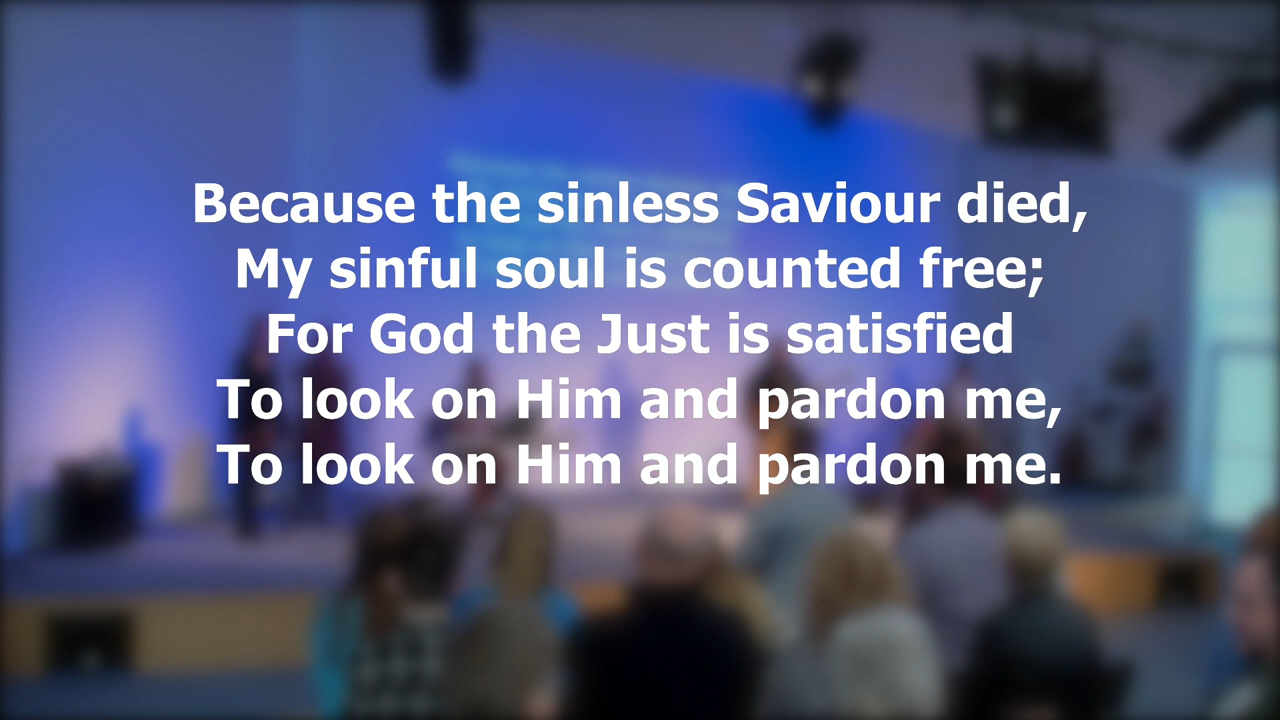 Because the sinless Saviour died,
My sinful soul is counted free;
For God the Just is satisfied
To look on Him and pardon me,
To look on Him and pardon me.